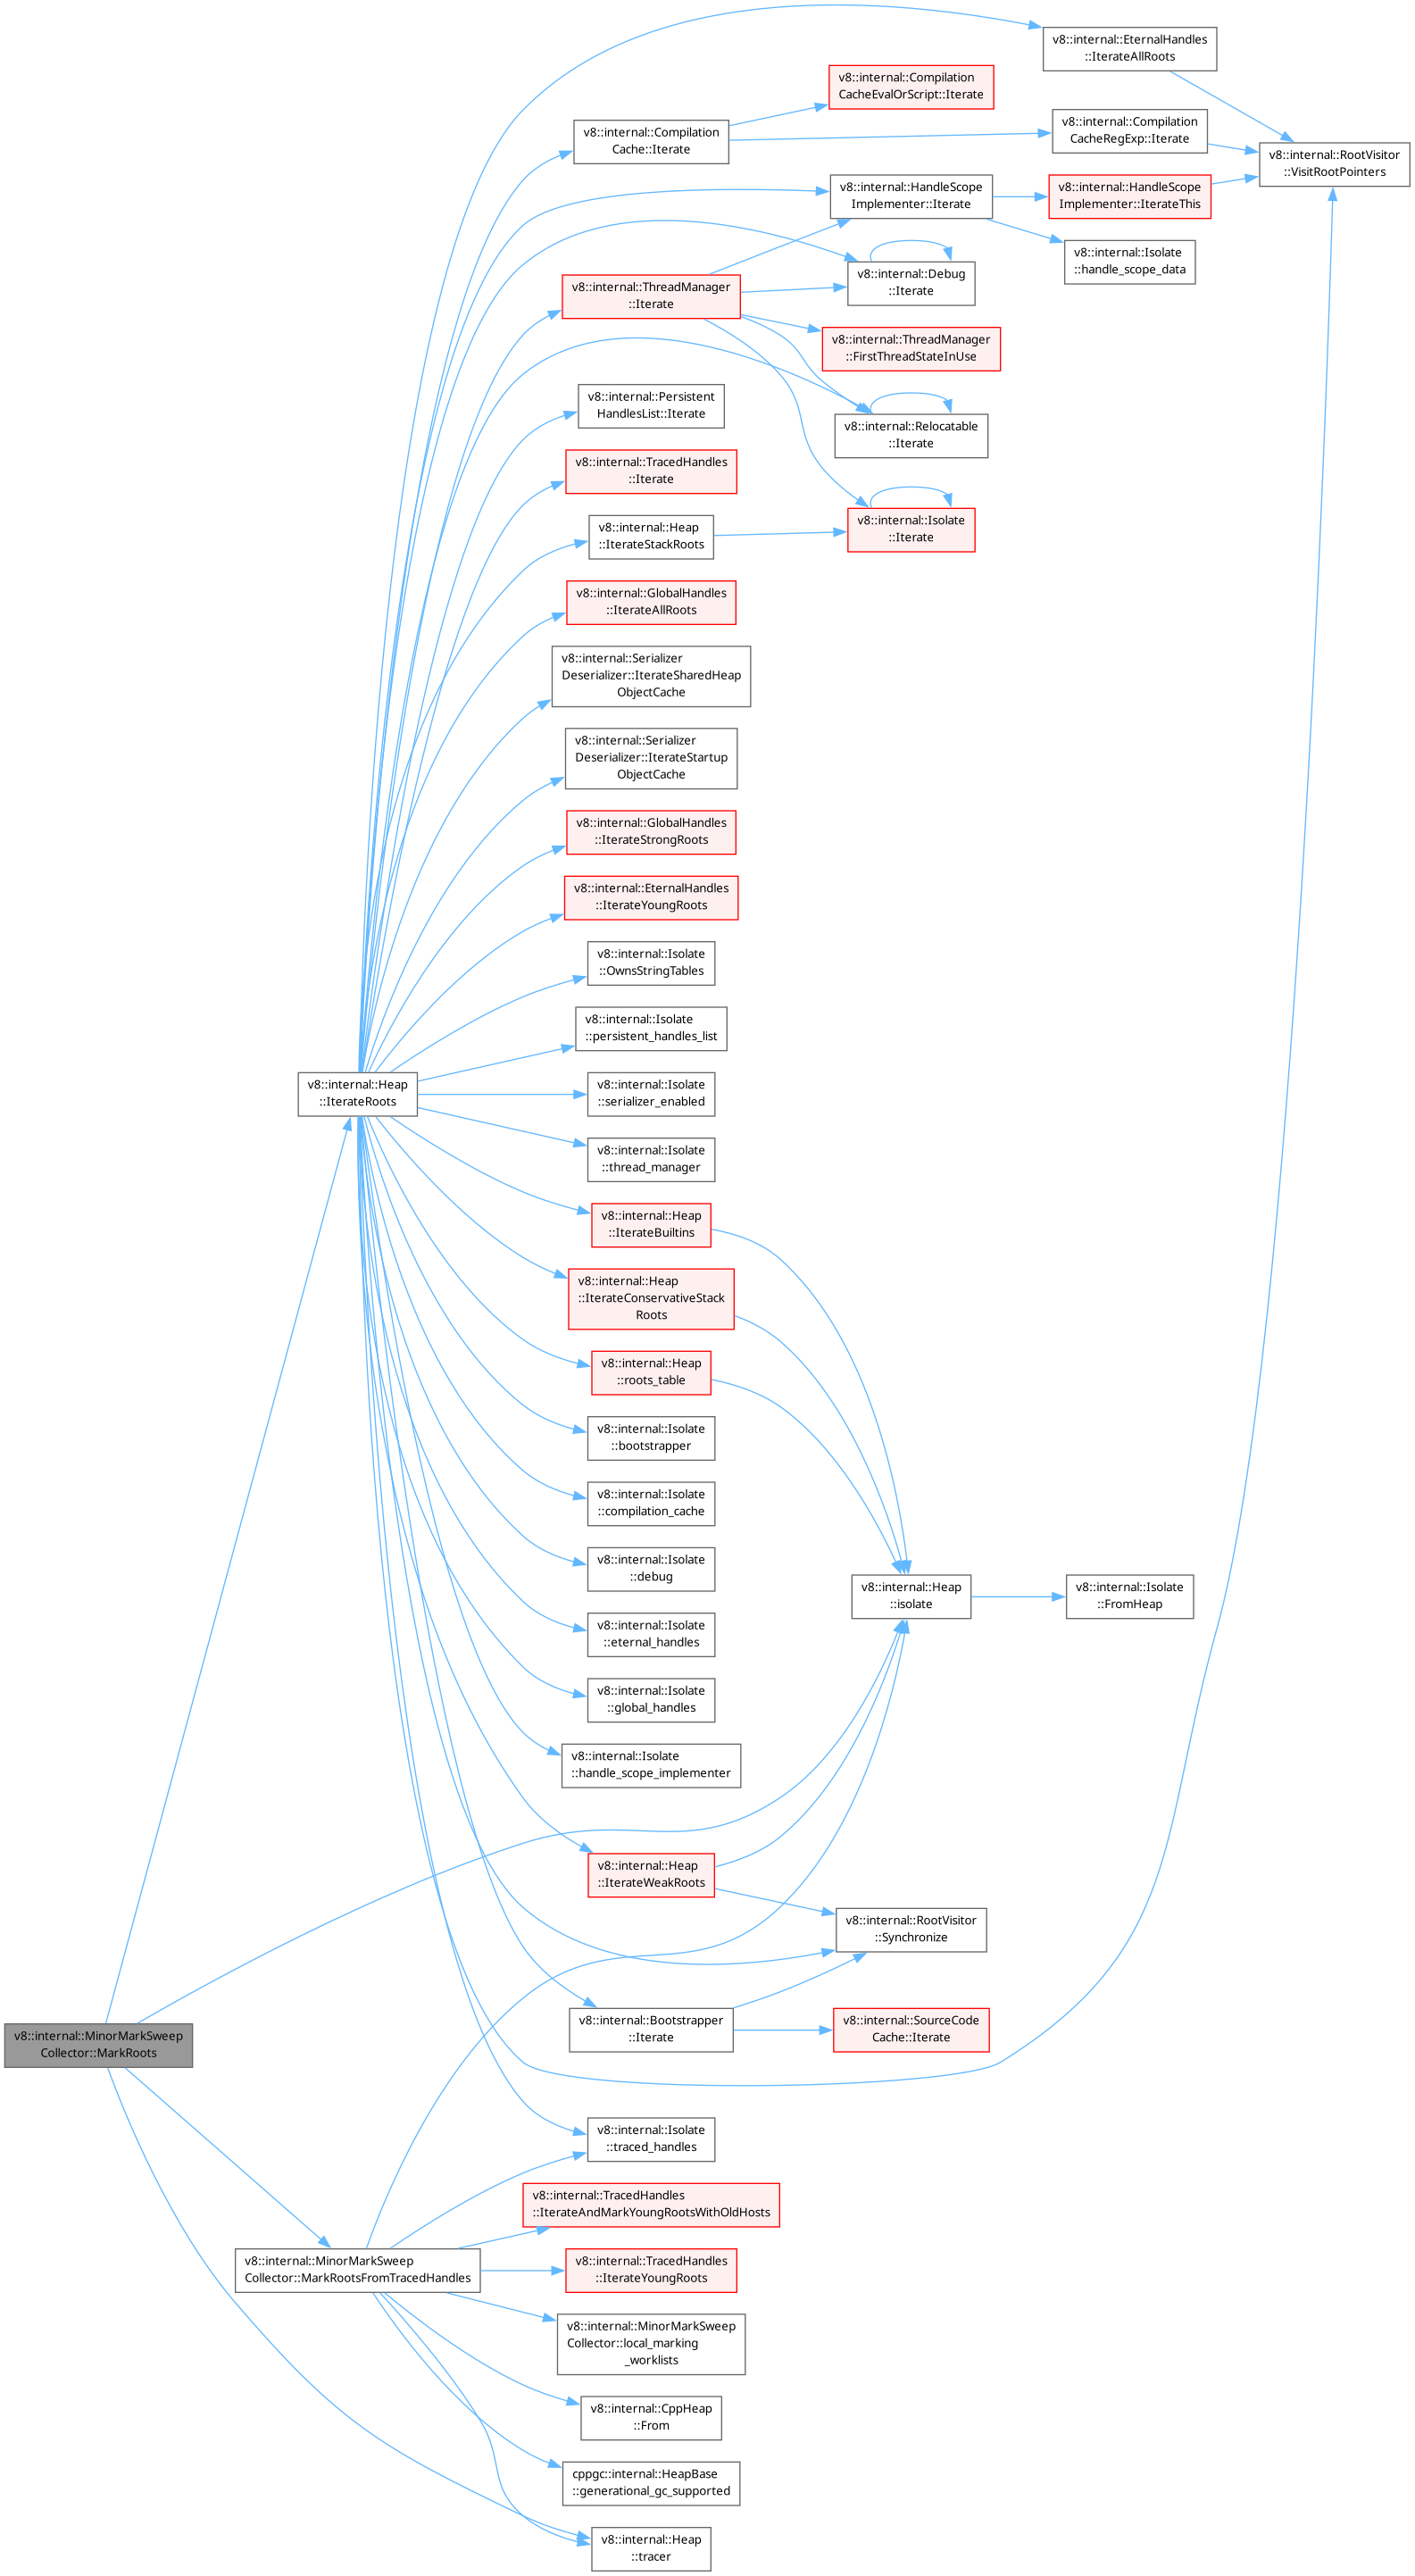 v8::internal::EternalHandles
::IterateAllRoots
v8::internal::Compilation
CacheEvalOrScript::Iterate
v8::internal::Compilation
CacheRegExp::Iterate
v8::internal::Compilation
Cache::Iterate
v8::internal::RootVisitor
::VisitRootPointers
v8::internal::HandleScope
Implementer::Iterate
v8::internal::HandleScope
Implementer::IterateThis
v8::internal::Isolate
::handle_scope_data
v8::internal::Debug
::Iterate
v8::internal::ThreadManager
::Iterate
v8::internal::ThreadManager
::FirstThreadStateInUse
v8::internal::Persistent
HandlesList::Iterate
v8::internal::Relocatable
::Iterate
v8::internal::TracedHandles
::Iterate
v8::internal::Heap
::IterateStackRoots
v8::internal::Isolate
::Iterate
v8::internal::GlobalHandles
::IterateAllRoots
v8::internal::Serializer
Deserializer::IterateSharedHeap
ObjectCache
v8::internal::Serializer
Deserializer::IterateStartup
ObjectCache
v8::internal::GlobalHandles
::IterateStrongRoots
v8::internal::EternalHandles
::IterateYoungRoots
v8::internal::Isolate
::OwnsStringTables
v8::internal::Isolate
::persistent_handles_list
v8::internal::Heap
::IterateRoots
v8::internal::Isolate
::serializer_enabled
v8::internal::Isolate
::thread_manager
v8::internal::Heap
::IterateBuiltins
v8::internal::Heap
::IterateConservativeStack
Roots
v8::internal::Heap
::roots_table
v8::internal::Isolate
::bootstrapper
v8::internal::Isolate
::compilation_cache
v8::internal::Isolate
::debug
v8::internal::Heap
::isolate
v8::internal::Isolate
::FromHeap
v8::internal::Isolate
::eternal_handles
v8::internal::Isolate
::global_handles
v8::internal::Isolate
::handle_scope_implementer
v8::internal::Heap
::IterateWeakRoots
v8::internal::RootVisitor
::Synchronize
v8::internal::Bootstrapper
::Iterate
v8::internal::SourceCode
Cache::Iterate
v8::internal::MinorMarkSweep
Collector::MarkRoots
v8::internal::Isolate
::traced_handles
v8::internal::TracedHandles
::IterateAndMarkYoungRootsWithOldHosts
v8::internal::MinorMarkSweep
Collector::MarkRootsFromTracedHandles
v8::internal::TracedHandles
::IterateYoungRoots
v8::internal::MinorMarkSweep
Collector::local_marking
_worklists
v8::internal::CppHeap
::From
cppgc::internal::HeapBase
::generational_gc_supported
v8::internal::Heap
::tracer